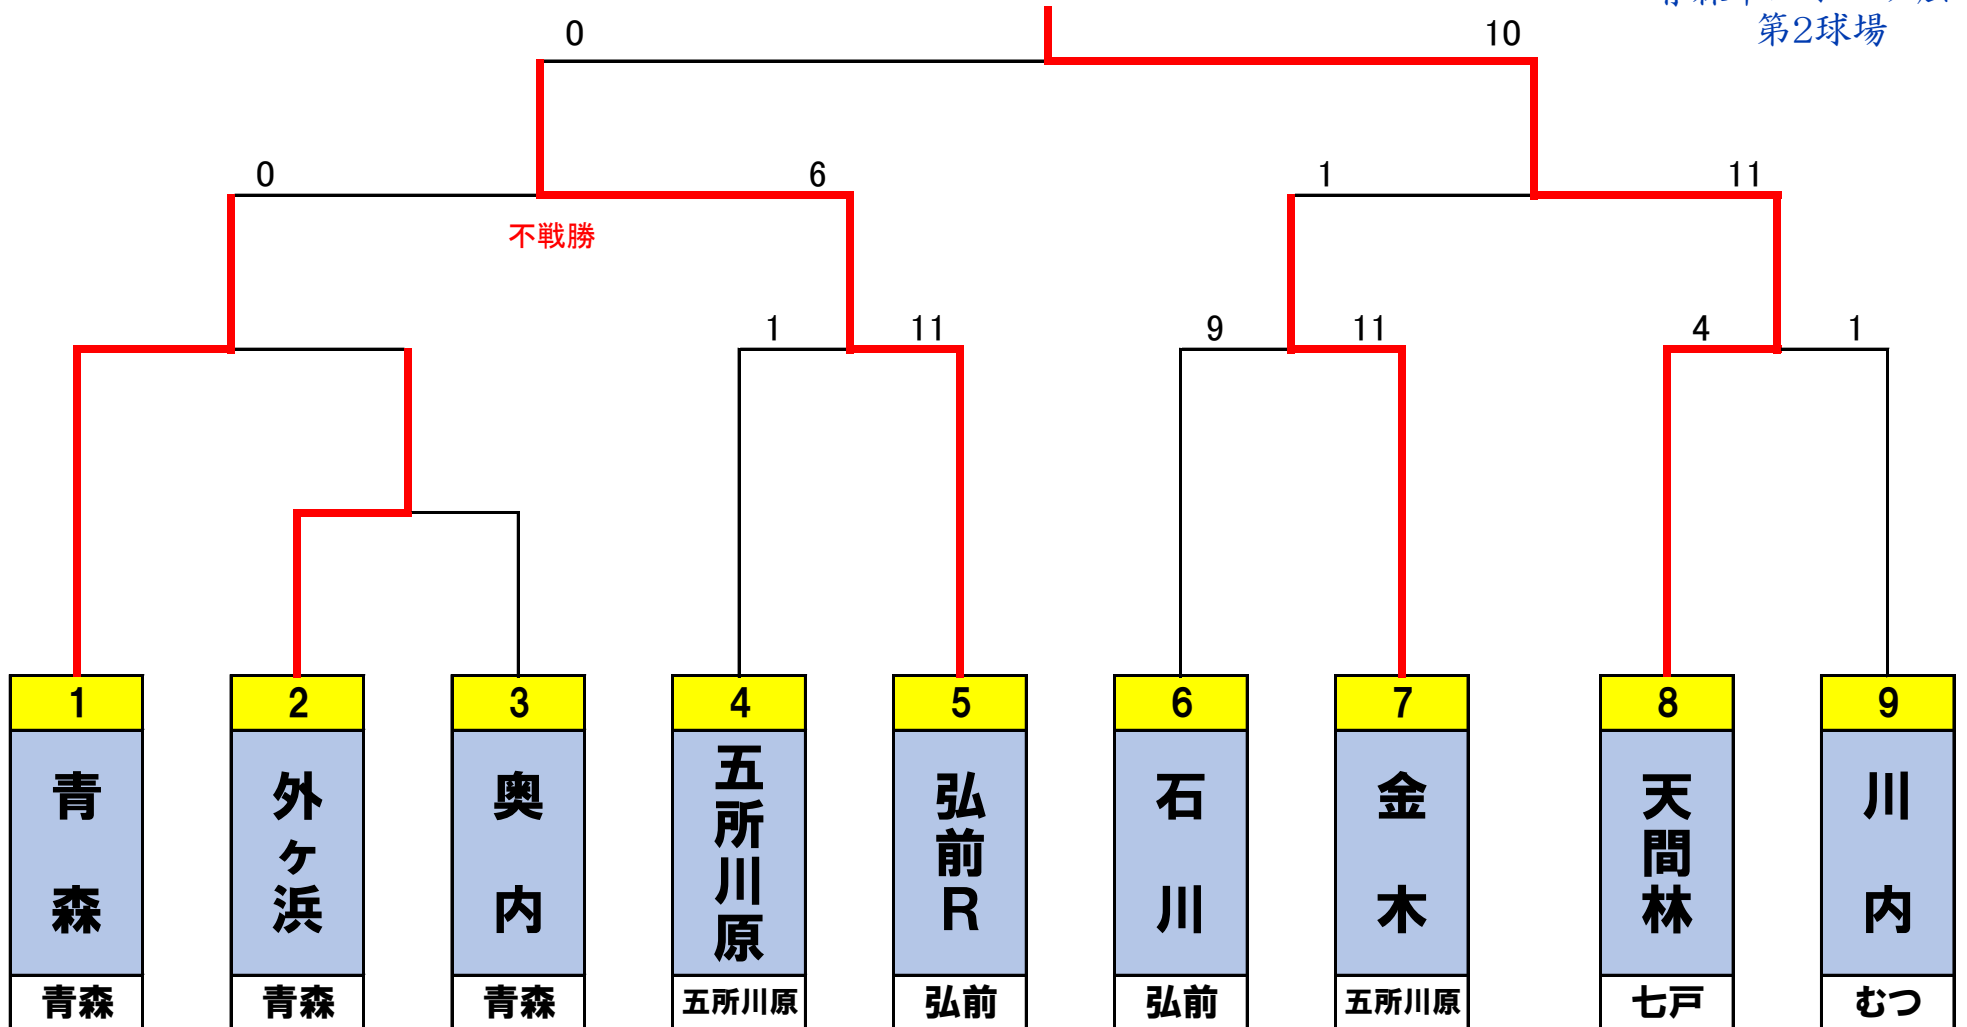 第2球場
0 10
0 6 1 11
不戦勝
1 11 9 11 4 1
1 2 3 4 5 6 7 8 9
青森 外ヶ浜 奥内 五所川原 弘前R 石川 金木 天間林 川内
青森 青森 青森 五所川原 弘前 弘前 五所川原 七戸 むつ